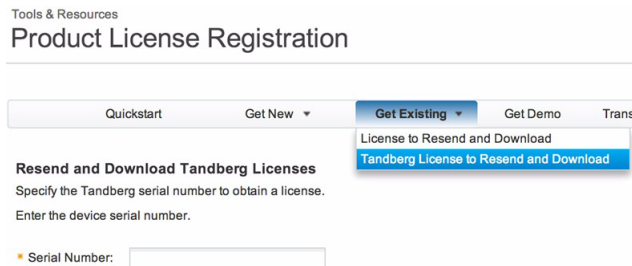 Tools & Resources
Product License Registration
Quickstart Get New Get Existing Get Demo Trans
License to Resend and Download
Tandberg License to Resend and Download
Resend and Download Tandberg Licenses
Specify the Tandberg serial number to obtain a license.
Enter the device serial number.
* Serial Number: